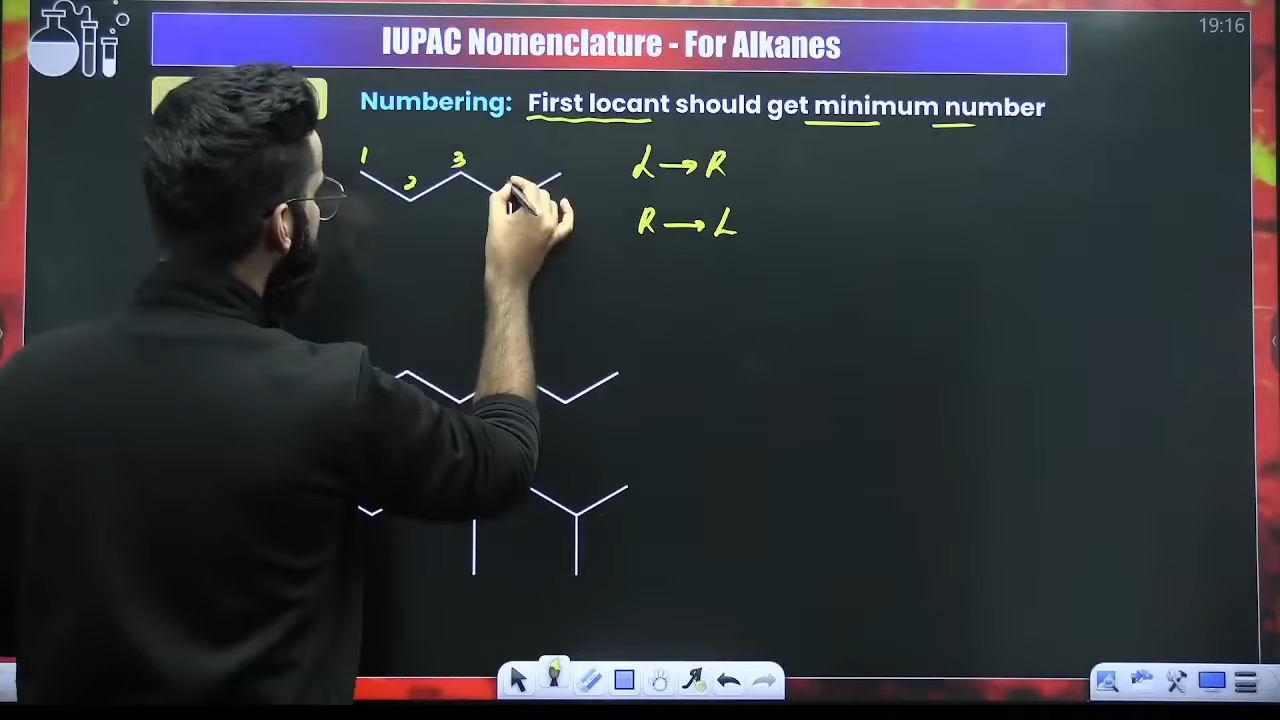 19:16
IUPAC Nomenclature - For Alkanes
Numbering: First locant should get minimum number
1 2 3
L → R
R → L